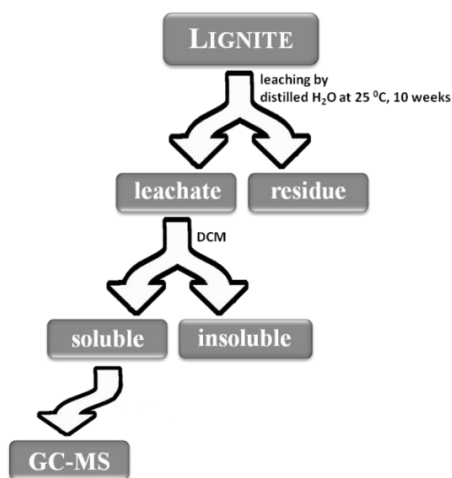 LIGNITE
leaching by
distilled H₂O at 25 ⁰C, 10 weeks
leachate
residue
DCM
soluble
insoluble
GC-MS